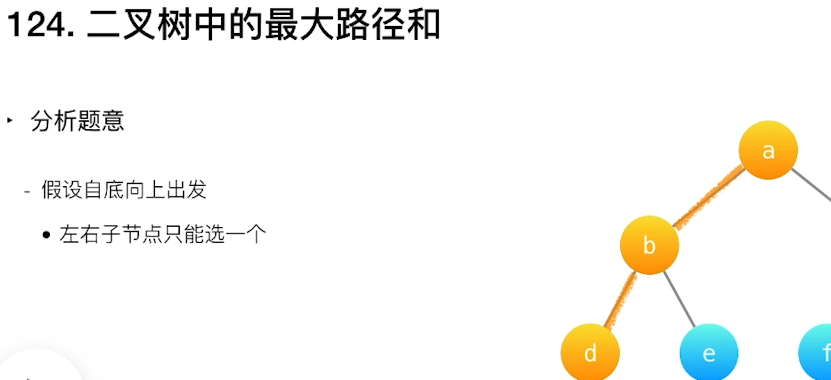 124. 二叉树中的最大路径和
‣ 分析题意
- 假设自底向上出发
• 左右子节点只能选一个
a
b
d e f